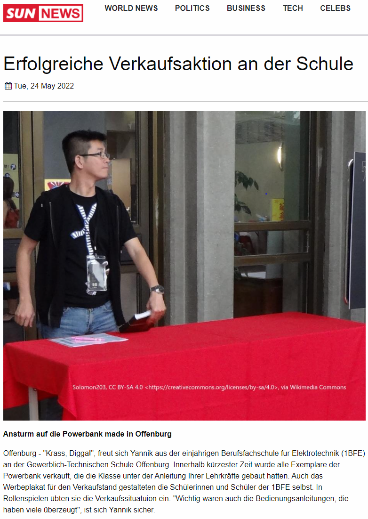 SUN NEWS
WORLD NEWS POLITICS BUSINESS TECH CELEBS
Erfolgreiche Verkaufsaktion an der Schule
Tue, 24 May 2022
Solomon203, CC BY-SA 4.0 <https://creativecommons.org/licenses/by-sa/4.0>, via Wikimedia Commons
Ansturm auf die Powerbank made in Offenburg
Offenburg - "Krass, Digga!", freut sich Yannik aus der einjährigen Berufsfachschule für Elektrotechnik (1BFE)
an der Gewerblich-Technischen Schule Offenburg. Innerhalb kürzester Zeit wurde alle Exemplare der
Powerbank verkauft, die die Klasse unter der Anleitung ihrer Lehrkräfte gebaut hatten. Auch das
Werbeplakat für den Verkaufsstand gestalteten die Schülerinnen und Schüler der 1BFE selbst. In
Rollenspielen übten sie die Verkaufssituatuion ein. "Wichtig waren auch die Bedienungsanleitungen, die
haben viele überzeugt", ist sich Yannik sicher.